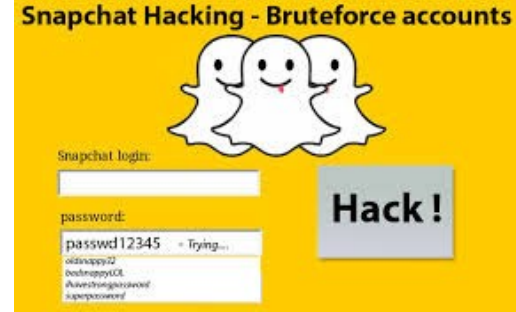 Snapchat Hacking - Bruteforce accounts
Snapchat login:
Hack !
password:
passwd12345 - Trying...
oldsnappy32
bestsnappyLOL
ihavestrongpassword
superpassword